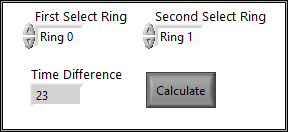 First Select Ring Second Select Ring
Ring 0 Ring 1
Time Difference
23
Calculate